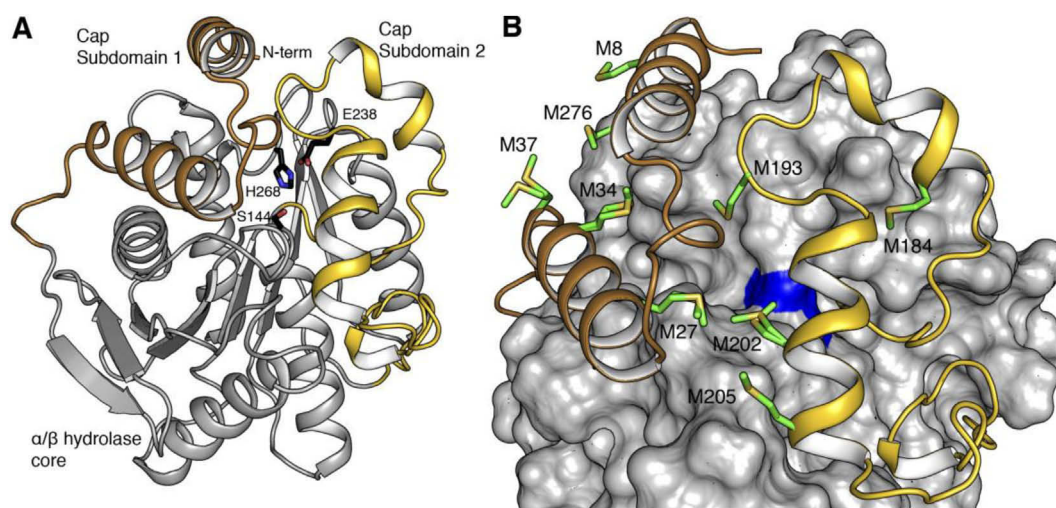 A
Cap
Subdomain 1
N-term
Cap
Subdomain 2
E238
H268
S144
α/β hydrolase
core
B
M8
M276
M37
M34
M193
M184
M27
M202
M205